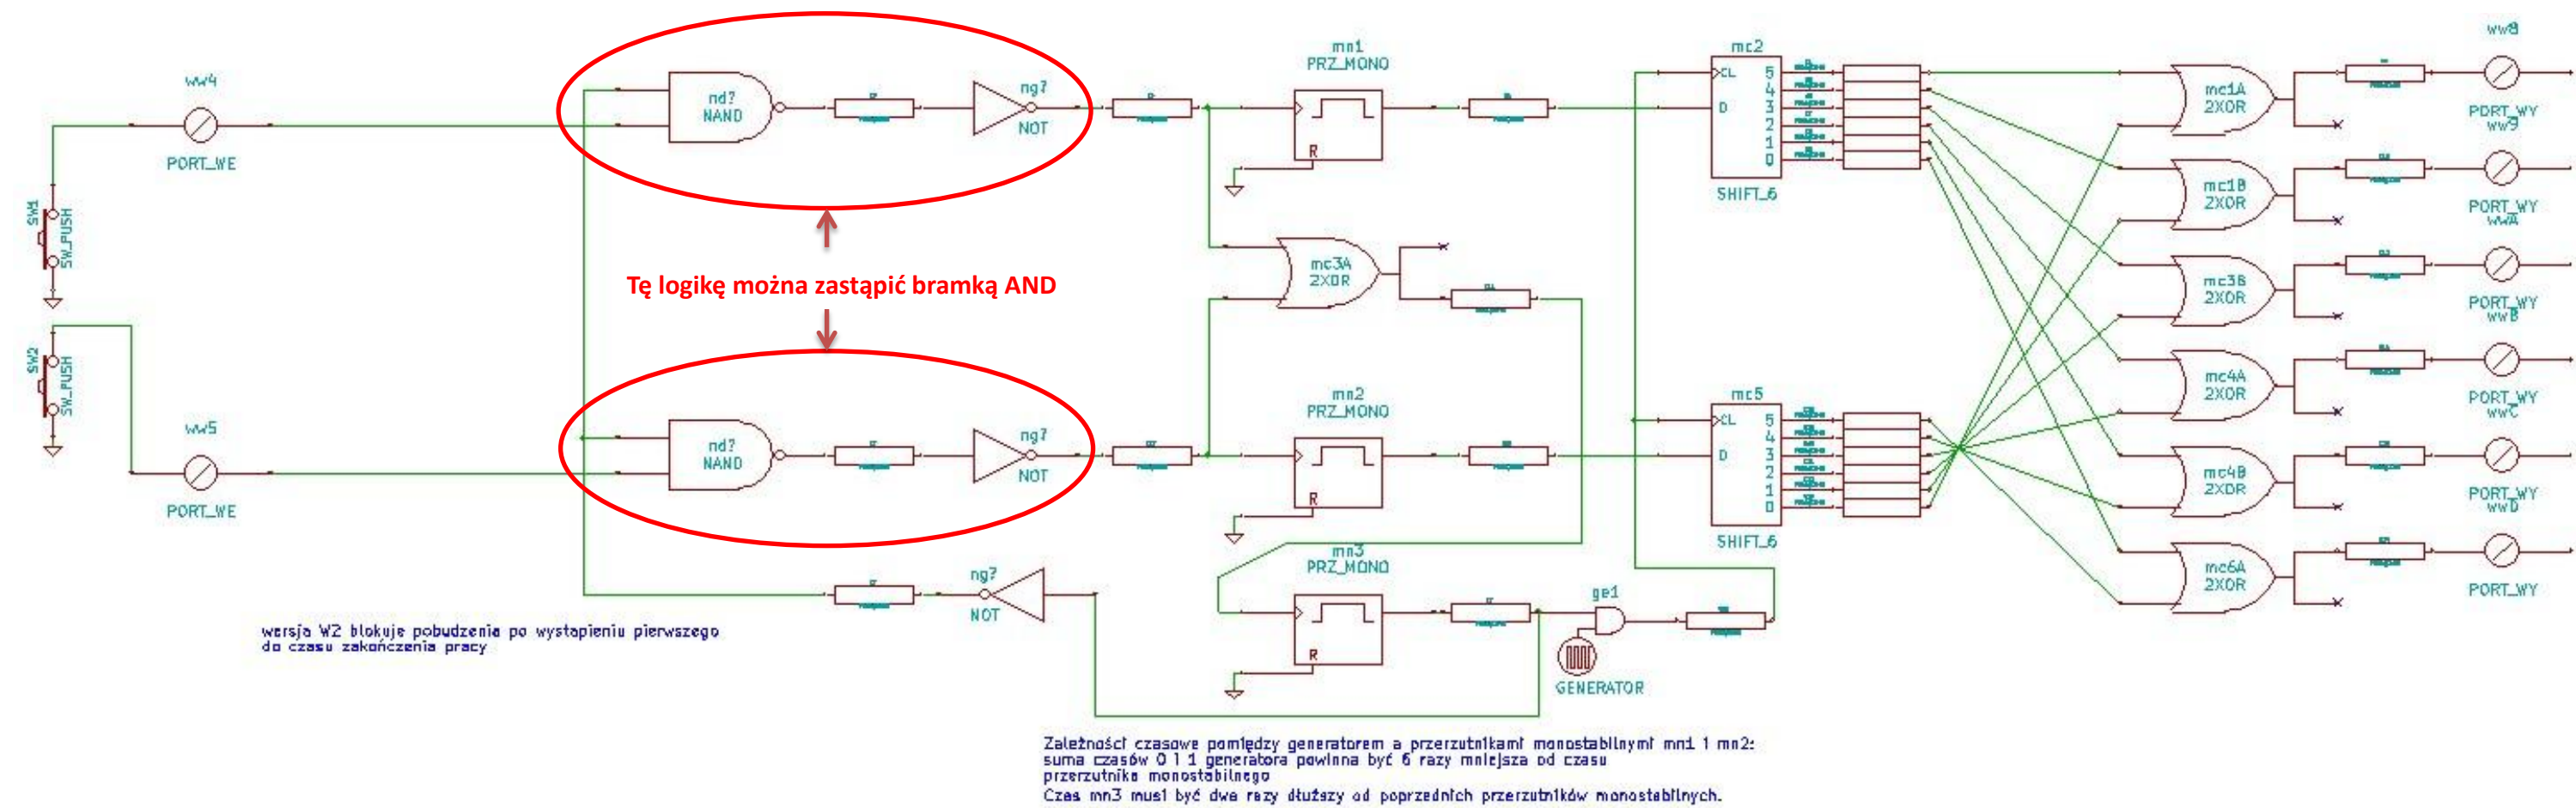 ww4
PORT_WE
SW1
SW_PUSH
nd?
NAND
ng?
NOT
mn1
PRZ_MONO
R
mc2
CL
D
5
4
3
2
1
0
SHIFT_6
mc1A
2XOR
ww8
PORT_WY
ww9
mc1B
2XOR
PORT_WY
wwA
mc3A
2XOR
mc3B
2XOR
PORT_WY
wwB
Tę logikę można zastąpić bramką AND
SW2
SW_PUSH
ww5
PORT_WE
nd?
NAND
ng?
NOT
mn2
PRZ_MONO
R
mc5
CL
D
5
4
3
2
1
0
SHIFT_6
mc4A
2XOR
PORT_WY
wwC
mc4B
2XOR
PORT_WY
wwD
mc6A
2XOR
PORT_WY
ng?
NOT
mn3
PRZ_MONO
R
ge1
GENERATOR
wersja W2 blokuje pobudzenia po wystapieniu pierwszego
do czasu zakończenia pracy
Zależności czasowe pomiędzy generatorem a przerzutnikami monostabilnymi mn1 i mn2:
suma czasów 0 i 1 generatora powinna być 6 razy mniejsza od czasu
przerzutnika monostabilnego
Czas mn3 musi być dwa razy dłuższy od poprzednich przerzutników monostabilnych.